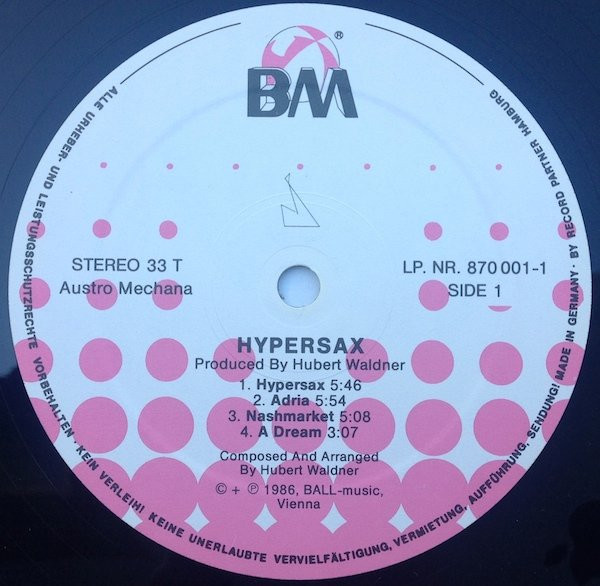 BM ®
STEREO 33 T
Austro Mechana
LP. NR. 870 001-1
SIDE 1
HYPERSAX
Produced By Hubert Waldner
1. Hypersax 5:46
2. Adria 5:54
3. Nashmarket 5:08
4. A Dream 3:07
Composed And Arranged
By Hubert Waldner
© + ℗ 1986, BALL-music,
Vienna
ALLE URHEBER- UND LEISTUNGSSCHUTZRECHTE VORBEHALTEN · KEIN VERLEIH! KEINE UNERLAUBTE VERVIELFÄLTIGUNG, VERMIETUNG, AUFFÜHRUNG, SENDUNG! MADE IN GERMANY · BY RECORD PARTNER HAMBURG